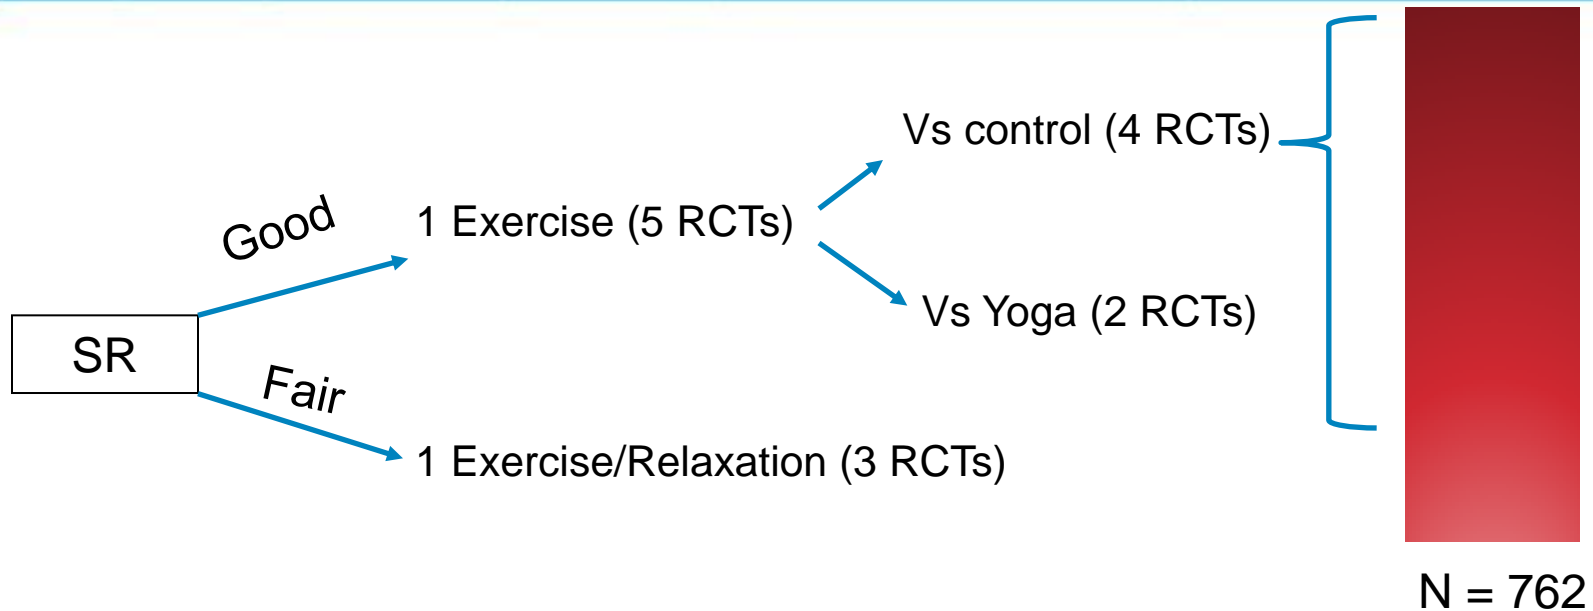 SR
Good
1 Exercise (5 RCTs)
Vs control (4 RCTs)
Vs Yoga (2 RCTs)
Fair
1 Exercise/Relaxation (3 RCTs)
N = 762